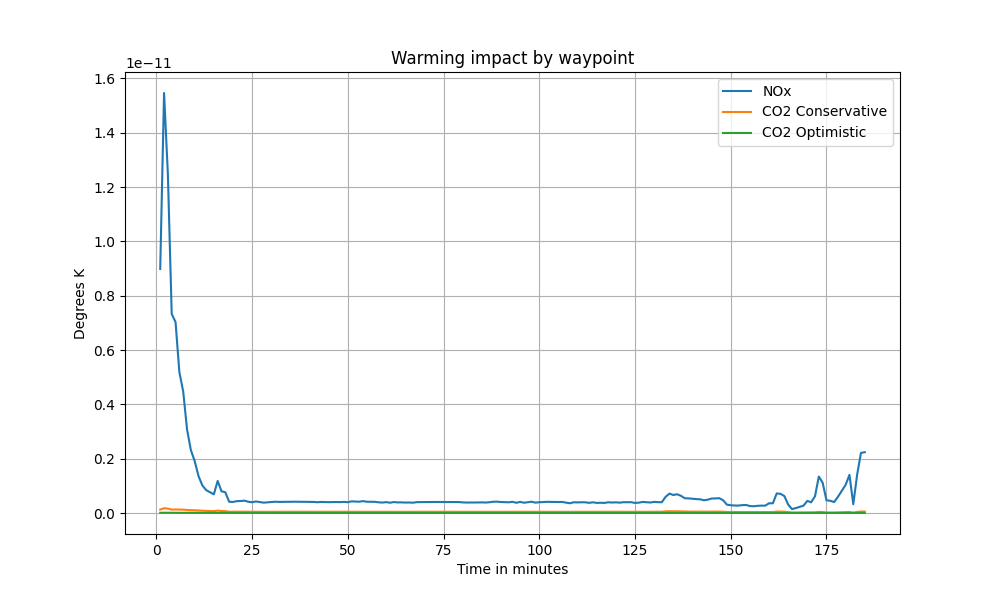 Warming impact by waypoint
1e−11
1.6
1.4
1.2
1.0
0.8
0.6
0.4
0.2
0.0
Degrees K
0 25 50 75 100 125 150 175
Time in minutes
NOx
CO2 Conservative
CO2 Optimistic